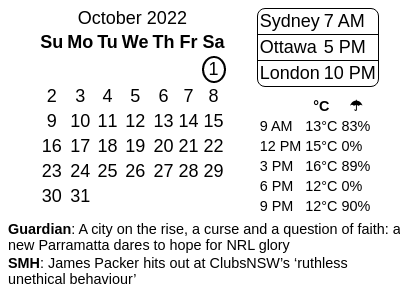 October 2022
Su Mo Tu We Th Fr Sa
1
2 3 4 5 6 7 8
9 10 11 12 13 14 15
16 17 18 19 20 21 22
23 24 25 26 27 28 29
30 31
Sydney 7 AM
Ottawa 5 PM
London 10 PM
°C ☂
9 AM 13°C 83%
12 PM 15°C 0%
3 PM 16°C 89%
6 PM 12°C 0%
9 PM 12°C 90%
Guardian: A city on the rise, a curse and a question of faith: a
new Parramatta dares to hope for NRL glory
SMH: James Packer hits out at ClubsNSW’s ‘ruthless
unethical behaviour’